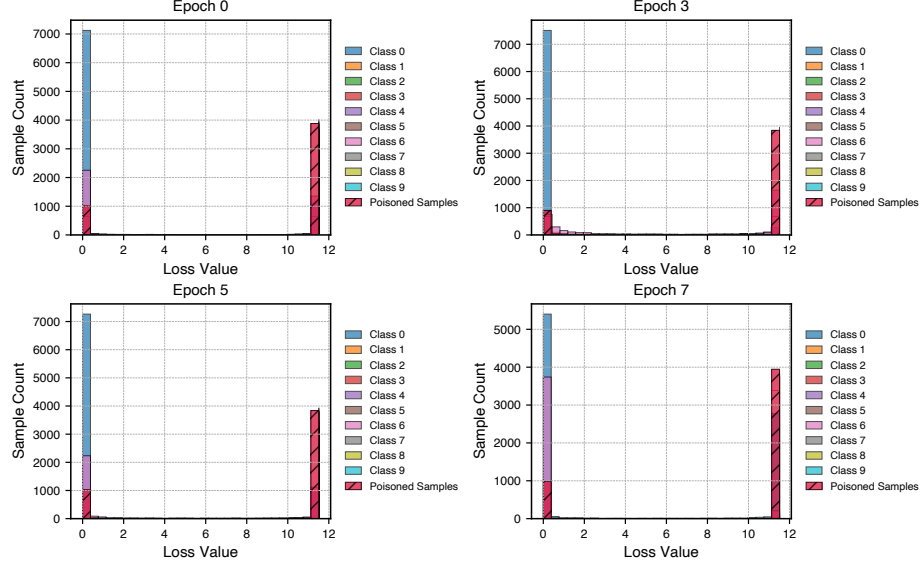 Epoch 0
Sample Count
7000
6000
5000
4000
3000
2000
1000
0
0 2 4 6 8 10 12
Loss Value
Class 0
Class 1
Class 2
Class 3
Class 4
Class 5
Class 6
Class 7
Class 8
Class 9
Poisoned Samples
Epoch 3
Sample Count
7000
6000
5000
4000
3000
2000
1000
0
0 2 4 6 8 10 12
Loss Value
Class 0
Class 1
Class 2
Class 3
Class 4
Class 5
Class 6
Class 7
Class 8
Class 9
Poisoned Samples
Epoch 5
Sample Count
7000
6000
5000
4000
3000
2000
1000
0
0 2 4 6 8 10 12
Loss Value
Class 0
Class 1
Class 2
Class 3
Class 4
Class 5
Class 6
Class 7
Class 8
Class 9
Poisoned Samples
Epoch 7
Sample Count
5000
4000
3000
2000
1000
0
0 2 4 6 8 10 12
Loss Value
Class 0
Class 1
Class 2
Class 3
Class 4
Class 5
Class 6
Class 7
Class 8
Class 9
Poisoned Samples